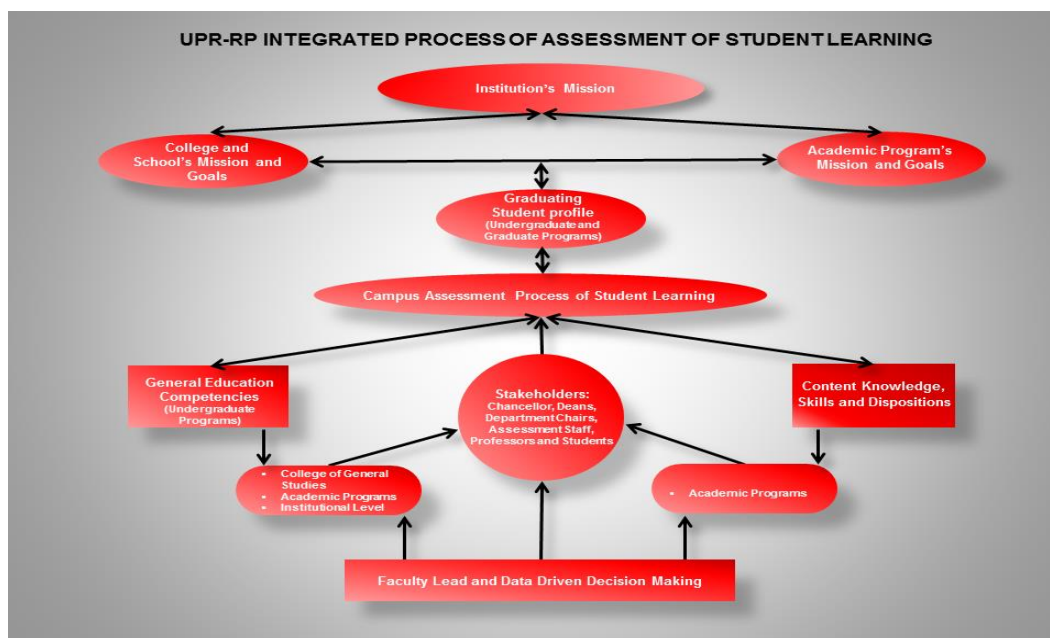 UPR-RP INTEGRATED PROCESS OF ASSESSMENT OF STUDENT LEARNING
Institution's Mission
College and
School's Mission and
Goals
Academic Program's
Mission and Goals
Graduating
Student profile
(Undergraduate and
Graduate Programs)
Campus Assessment Process of Student Learning
General Education
Competencies
(Undergraduate
Programs)
Stakeholders:
Chancellor, Deans,
Department Chairs,
Assessment Staff,
Professors and Students
Content Knowledge,
Skills and Dispositions
• College of General
Studies
• Academic Programs
• Institutional Level
• Academic Programs
Faculty Lead and Data Driven Decision Making